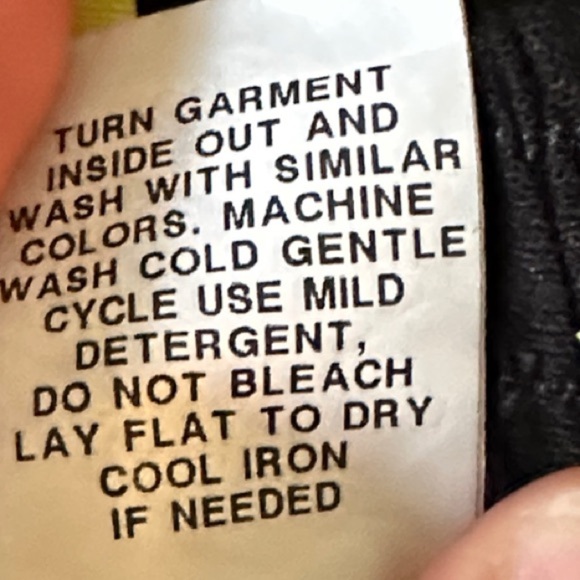 TURN GARMENT
INSIDE OUT AND
WASH WITH SIMILAR
COLORS. MACHINE
WASH COLD GENTLE
CYCLE USE MILD
DETERGENT,
DO NOT BLEACH
LAY FLAT TO DRY
COOL IRON
IF NEEDED